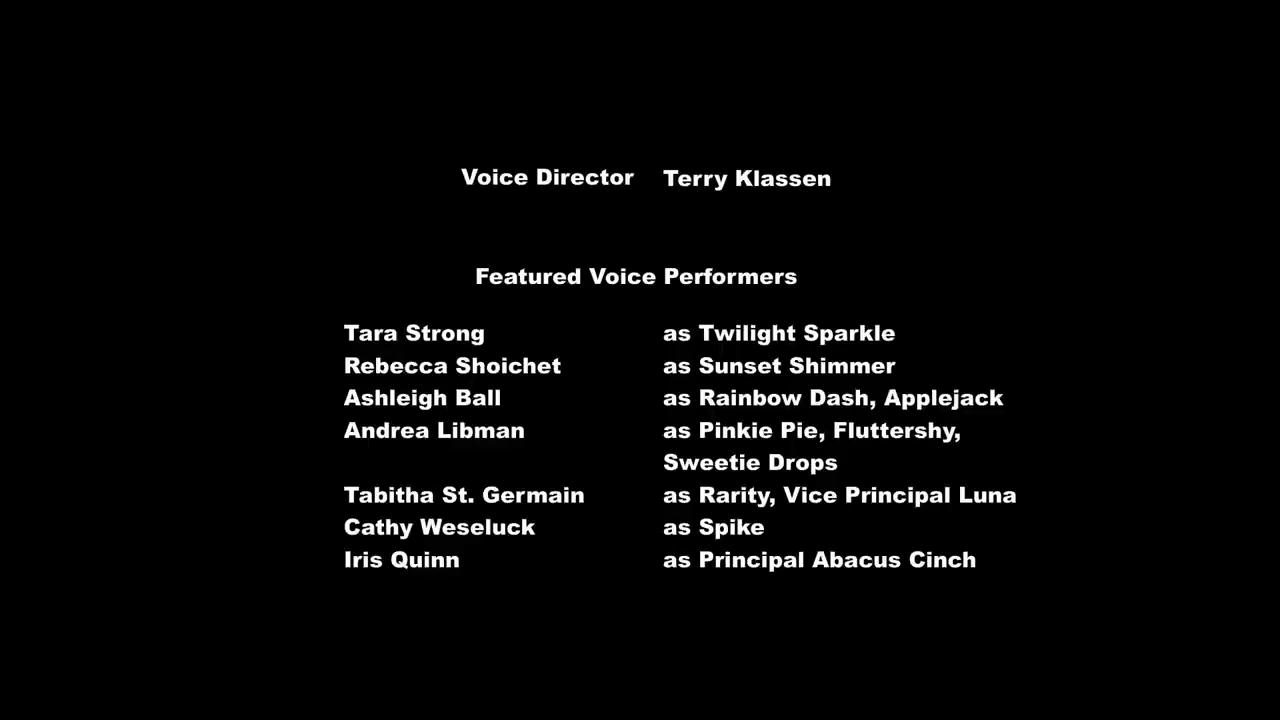 Voice Director Terry Klassen
Featured Voice Performers
Tara Strong as Twilight Sparkle
Rebecca Shoichet as Sunset Shimmer
Ashleigh Ball as Rainbow Dash, Applejack
Andrea Libman as Pinkie Pie, Fluttershy,
Sweetie Drops
Tabitha St. Germain as Rarity, Vice Principal Luna
Cathy Weseluck as Spike
Iris Quinn as Principal Abacus Cinch